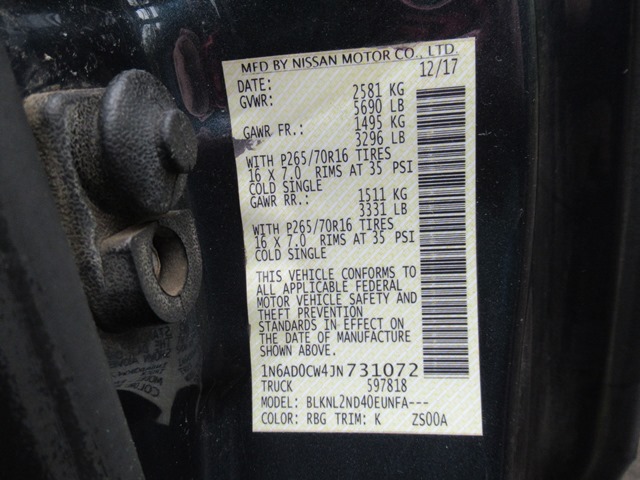 MFD BY NISSAN MOTOR CO., LTD.
DATE: 12/17
GVWR: 2581 KG
5690 LB
GAWR FR.: 1495 KG
3296 LB
WITH P265/70R16 TIRES
16 X 7.0 RIMS AT 35 PSI
COLD SINGLE
GAWR RR.: 1511 KG
3331 LB
WITH P265/70R16 TIRES
16 X 7.0 RIMS AT 35 PSI
COLD SINGLE
THIS VEHICLE CONFORMS TO
ALL APPLICABLE FEDERAL
MOTOR VEHICLE SAFETY AND
THEFT PREVENTION
STANDARDS IN EFFECT ON
THE DATE OF MANUFACTURE
SHOWN ABOVE.
1N6AD0CW4JN731072
TRUCK 597818
MODEL: BLKNL2ND40EUNFA---
COLOR: RBG TRIM: K ZS00A